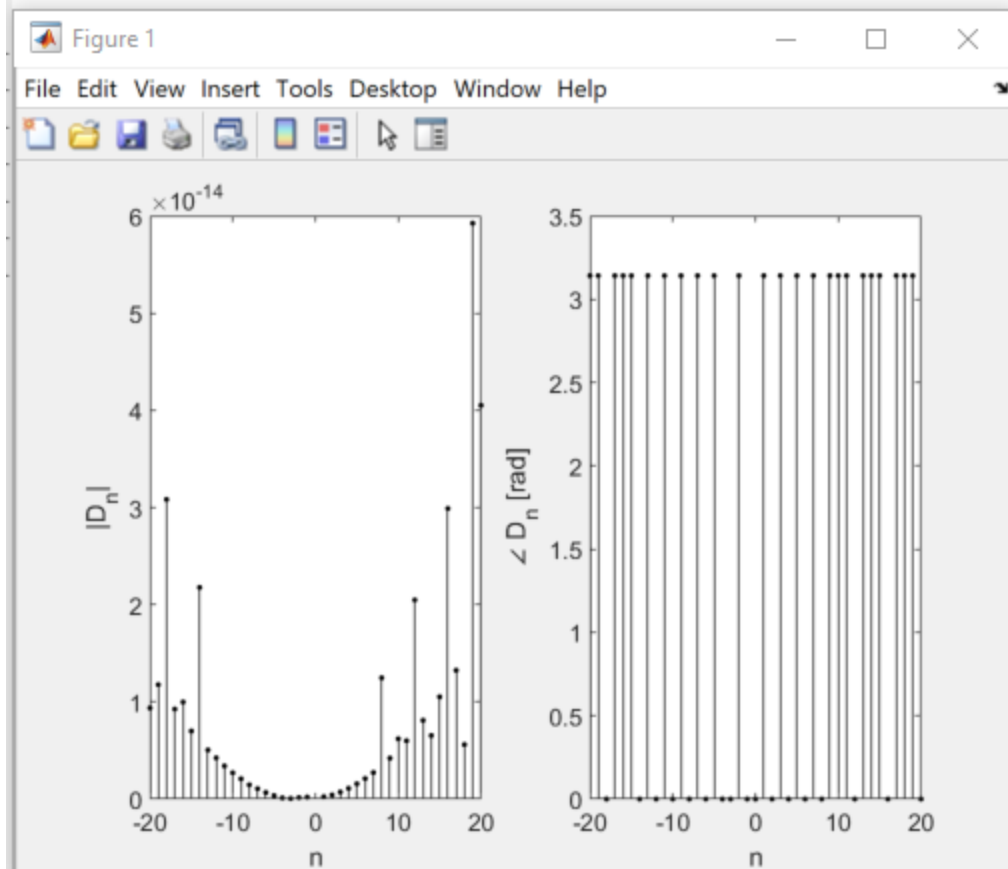 Figure 1
File Edit View Insert Tools Desktop Window Help
×10⁻¹⁴
6
5
4
3
2
1
0
|Dₙ|
-20 -10 0 10 20
n
3.5
3
2.5
2
1.5
1
0.5
0
∠ Dₙ [rad]
-20 -10 0 10 20
n